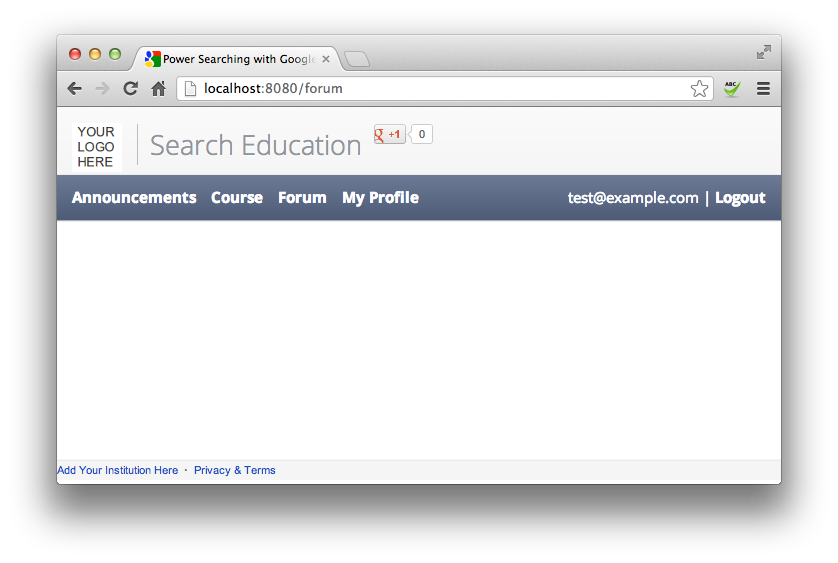 Power Searching with Google
localhost:8080/forum
ABC
YOUR
LOGO
HERE
Search Education
g +1 0
Announcements Course Forum My Profile test@example.com | Logout
Add Your Institution Here · Privacy & Terms